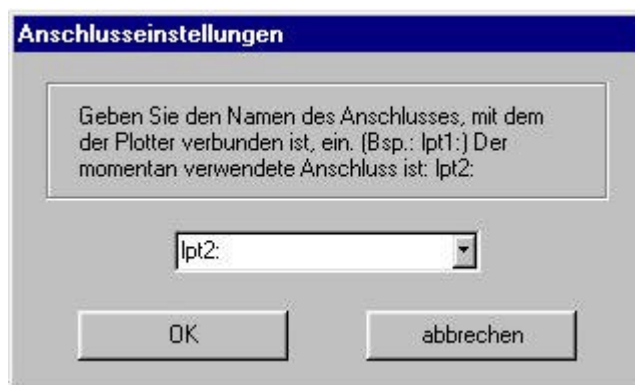 Anschlusseinstellungen
Geben Sie den Namen des Anschlusses, mit dem
der Plotter verbunden ist, ein. (Bsp.: lpt1:) Der
momentan verwendete Anschluss ist: lpt2:
lpt2:
OK
abbrechen